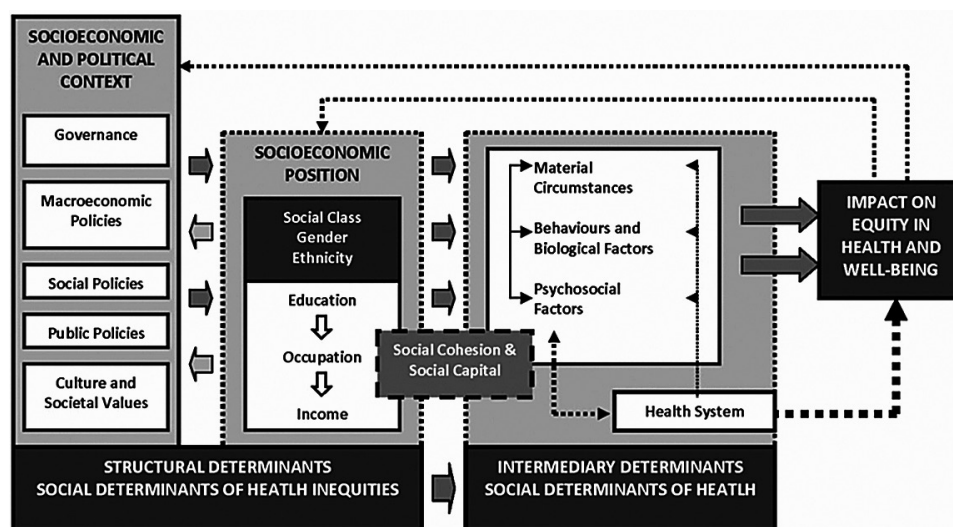 SOCIOECONOMIC
AND POLITICAL
CONTEXT
Governance
Macroeconomic
Policies
Social Policies
Public Policies
Culture and
Societal Values
SOCIOECONOMIC
POSITION
Social Class
Gender
Ethnicity
Education
Occupation
Income
Social Cohesion &
Social Capital
Material
Circumstances
Behaviours and
Biological Factors
Psychosocial
Factors
Health System
IMPACT ON
EQUITY IN
HEALTH AND
WELL-BEING
STRUCTURAL DETERMINANTS
SOCIAL DETERMINANTS OF HEATLH INEQUITIES
INTERMEDIARY DETERMINANTS
SOCIAL DETERMINANTS OF HEATLH